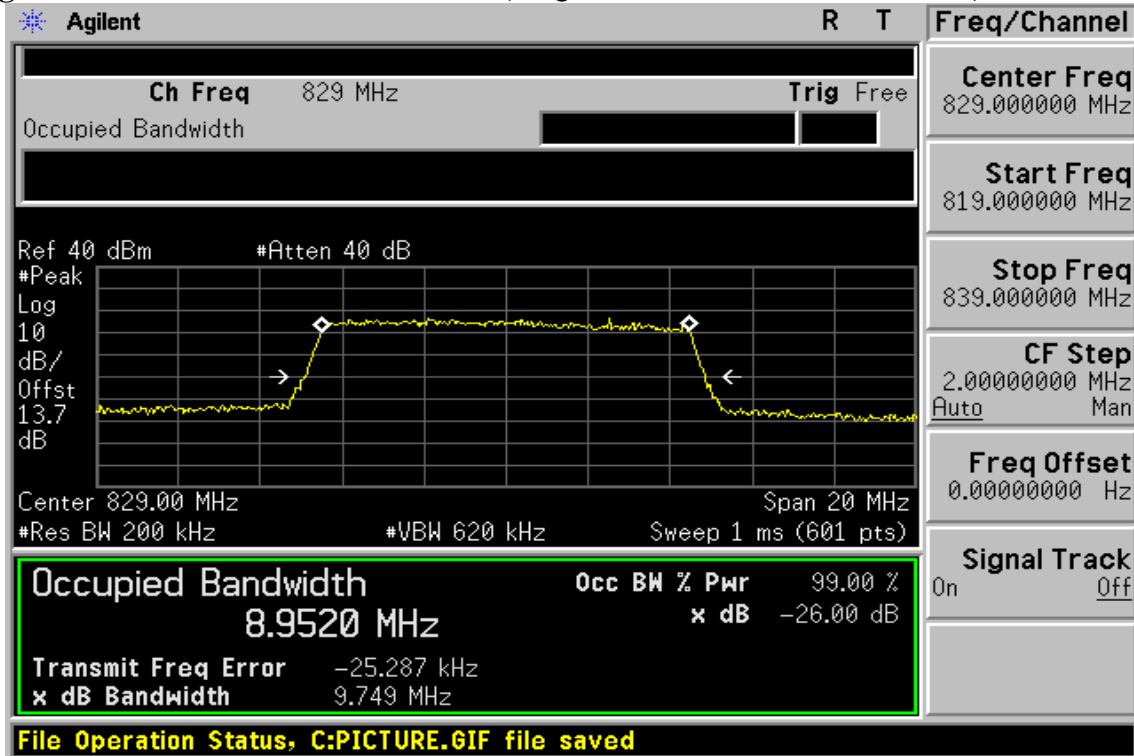 Agilent R T
Freq/Channel
Ch Freq 829 MHz Trig Free
Occupied Bandwidth
Center Freq
829.000000 MHz
Start Freq
819.000000 MHz
Stop Freq
839.000000 MHz
CF Step
2.00000000 MHz
Auto Man
Freq Offset
0.00000000 Hz
Signal Track
On Off
Ref 40 dBm #Atten 40 dB
#Peak
Log
10
dB/
Offst
13.7
dB
Center 829.00 MHz Span 20 MHz
#Res BW 200 kHz #VBW 620 kHz Sweep 1 ms (601 pts)
Occupied Bandwidth Occ BW % Pwr 99.00 %
8.9520 MHz x dB -26.00 dB
Transmit Freq Error -25.287 kHz
x dB Bandwidth 9.749 MHz
File Operation Status, C:PICTURE.GIF file saved